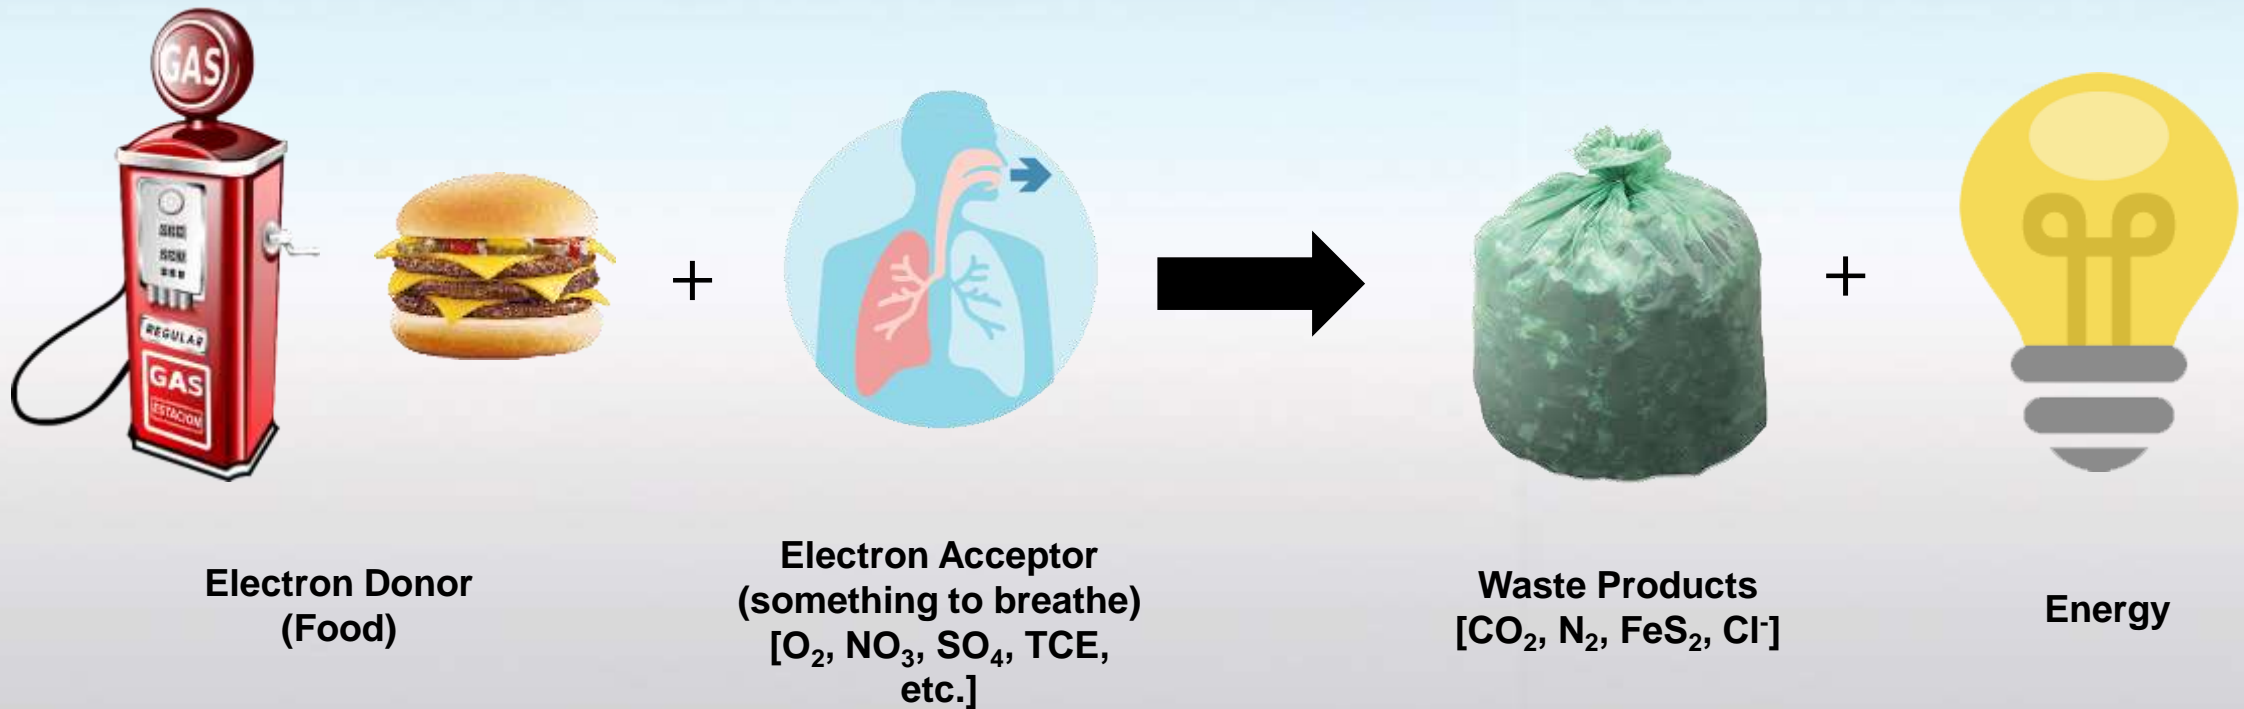 GAS
REGULAR
GAS
ESTACION
+
+
Electron Donor
(Food)
Electron Acceptor
(something to breathe)
[O₂, NO₃, SO₄, TCE,
etc.]
Waste Products
[CO₂, N₂, FeS₂, Cl⁻]
Energy